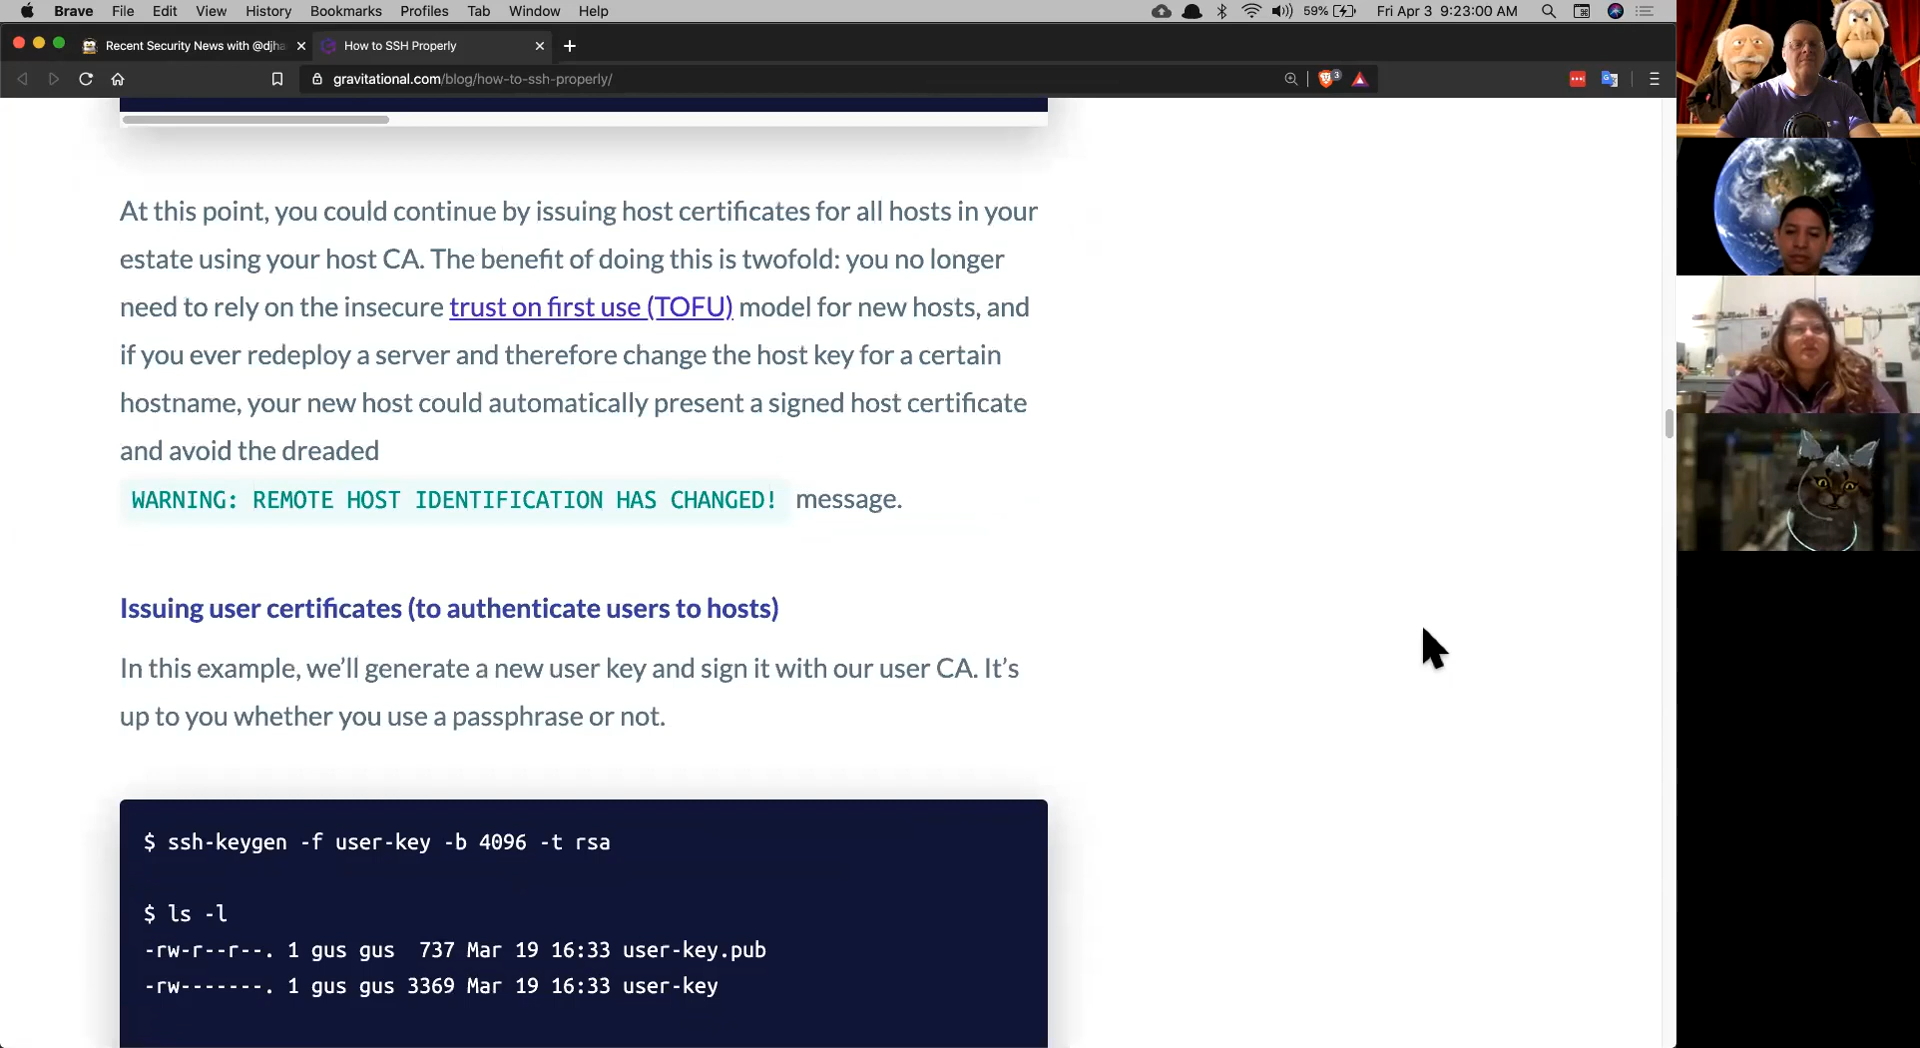 Brave File Edit View History Bookmarks Profiles Tab Window Help 59% Fri Apr 3 9:23:00 AM
Recent Security News with @djha
How to SSH Properly
gravitational.com/blog/how-to-ssh-properly/
3
At this point, you could continue by issuing host certificates for all hosts in your
estate using your host CA. The benefit of doing this is twofold: you no longer
need to rely on the insecure trust on first use (TOFU) model for new hosts, and
if you ever redeploy a server and therefore change the host key for a certain
hostname, your new host could automatically present a signed host certificate
and avoid the dreaded
WARNING: REMOTE HOST IDENTIFICATION HAS CHANGED! message.
Issuing user certificates (to authenticate users to hosts)
In this example, we’ll generate a new user key and sign it with our user CA. It’s
up to you whether you use a passphrase or not.
$ ssh-keygen -f user-key -b 4096 -t rsa
$ ls -l
-rw-r--r--. 1 gus gus  737 Mar 19 16:33 user-key.pub
-rw-------. 1 gus gus 3369 Mar 19 16:33 user-key